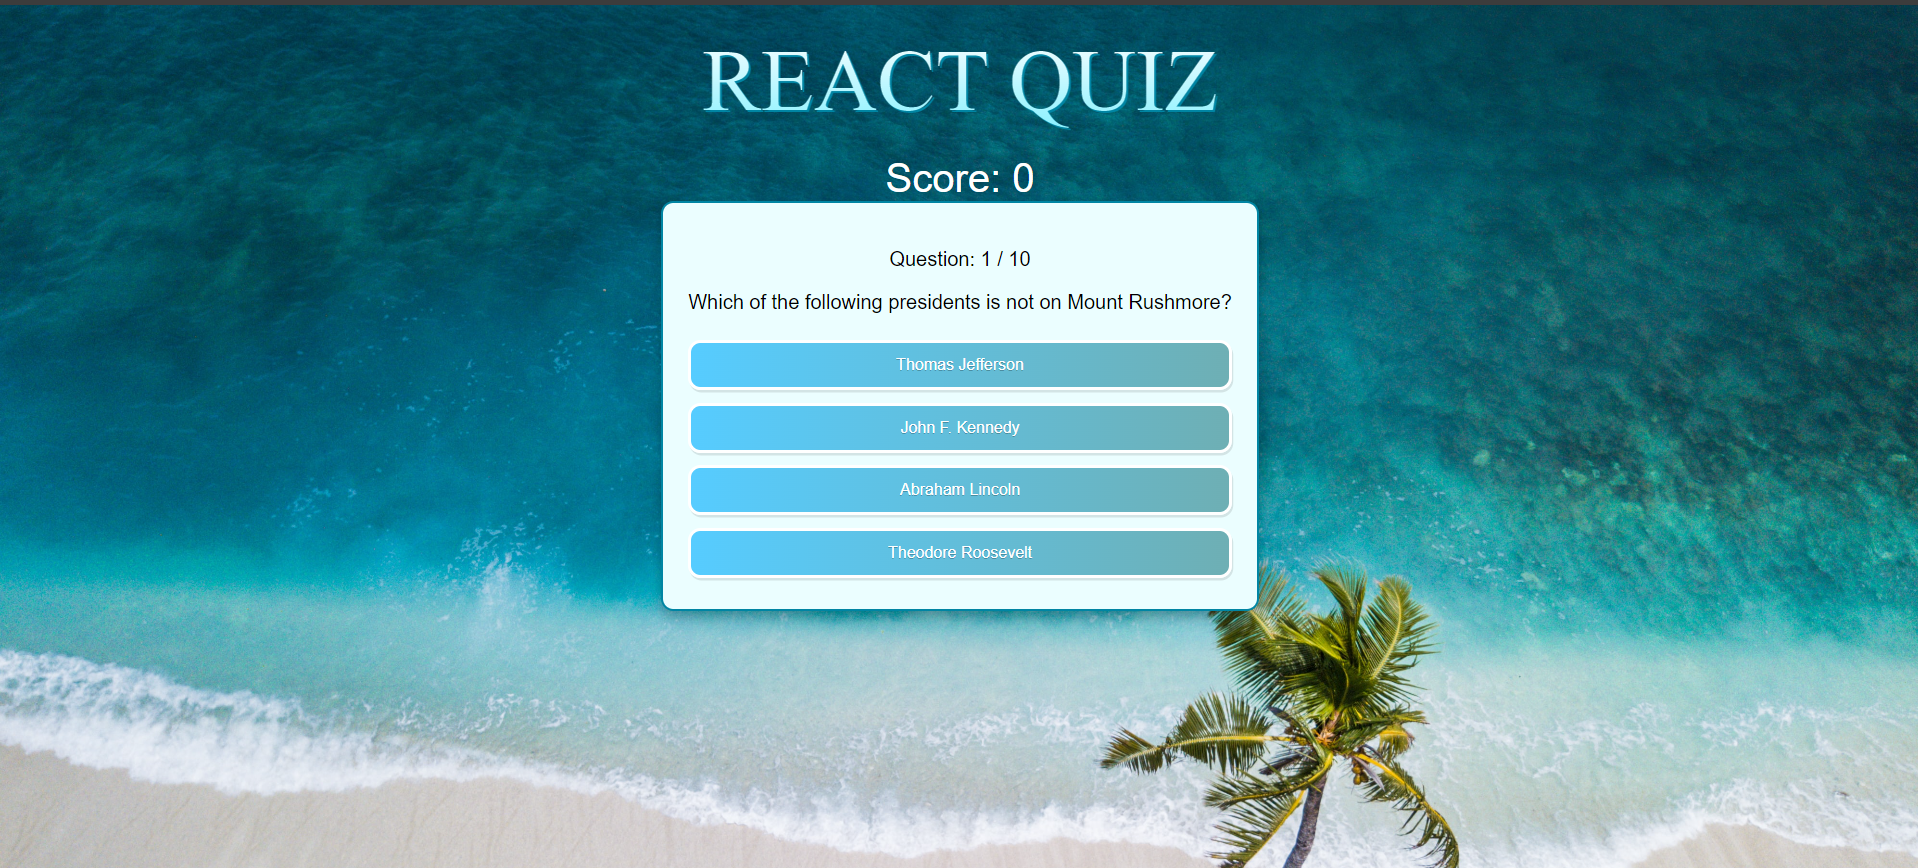 REACT QUIZ
Score: 0
Question: 1 / 10
Which of the following presidents is not on Mount Rushmore?
Thomas Jefferson
John F. Kennedy
Abraham Lincoln
Theodore Roosevelt